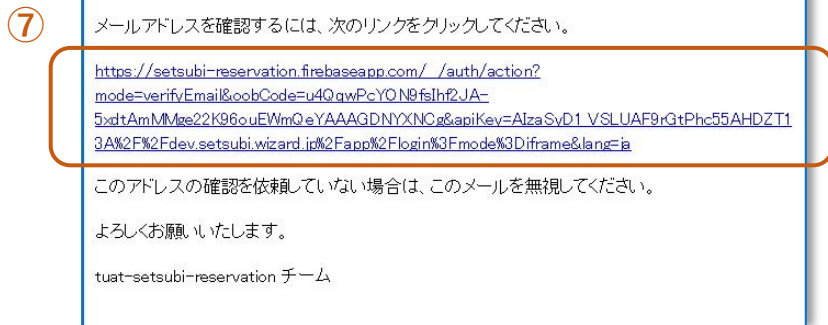 ⑦
メールアドレスを確認するには、次のリンクをクリックしてください。
https://setsubi-reservation.firebaseapp.com/__/auth/action?
mode=verifyEmail&oobCode=u4QqwPcYON9fsIhf2JA-
5xdtAmMMge22K96ouEWmQeYAAAGDNYXNCg&apiKey=AIzaSyD1_VSLUAF9rGtPhc55AHDZT1
3A%2F%2Fdev.setsubi.wizard.jp%2Fapp%2Flogin%3Fmode%3Diframe&lang=ja
このアドレスの確認を依頼していない場合は、このメールを無視してください。
よろしくお願いいたします。
tuat-setsubi-reservation チーム